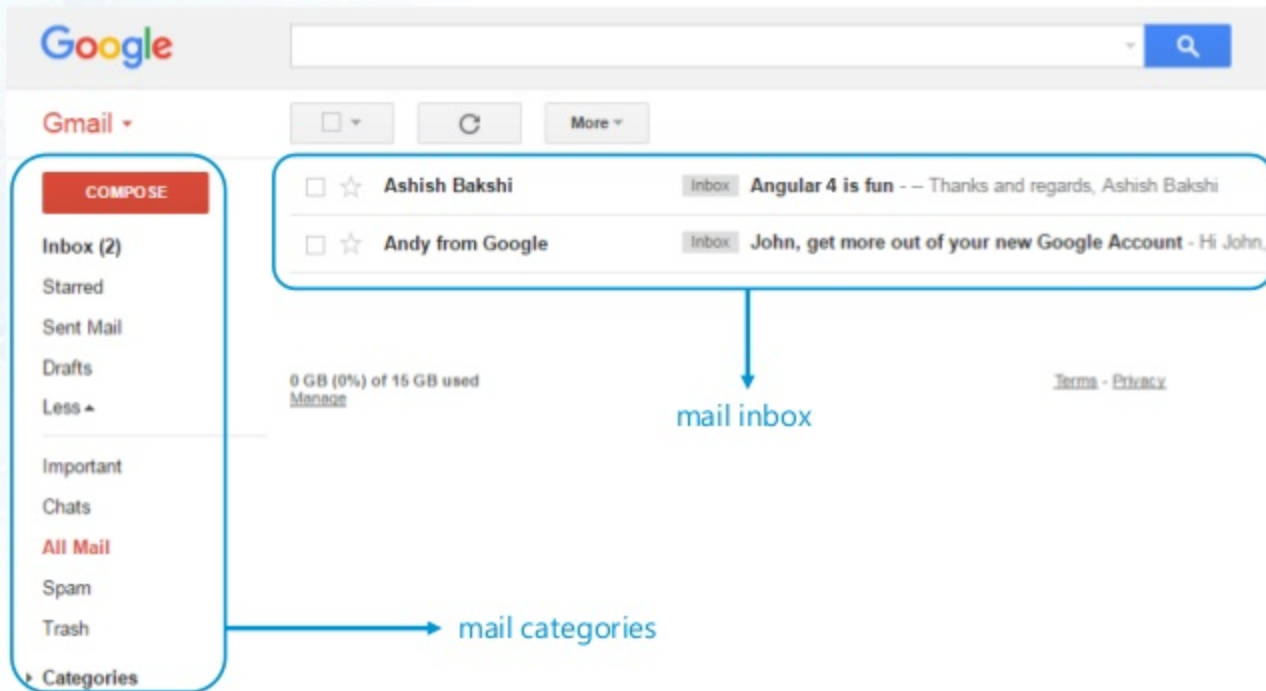 Google
Gmail
More
COMPOSE
Ashish Bakshi Inbox Angular 4 is fun - – Thanks and regards, Ashish Bakshi
Inbox (2)
Andy from Google Inbox John, get more out of your new Google Account - Hi John,
Starred
Sent Mail
Drafts
0 GB (0%) of 15 GB used
Terms - Privacy
Manage
Less
mail inbox
Important
Chats
All Mail
Spam
Trash
mail categories
Categories